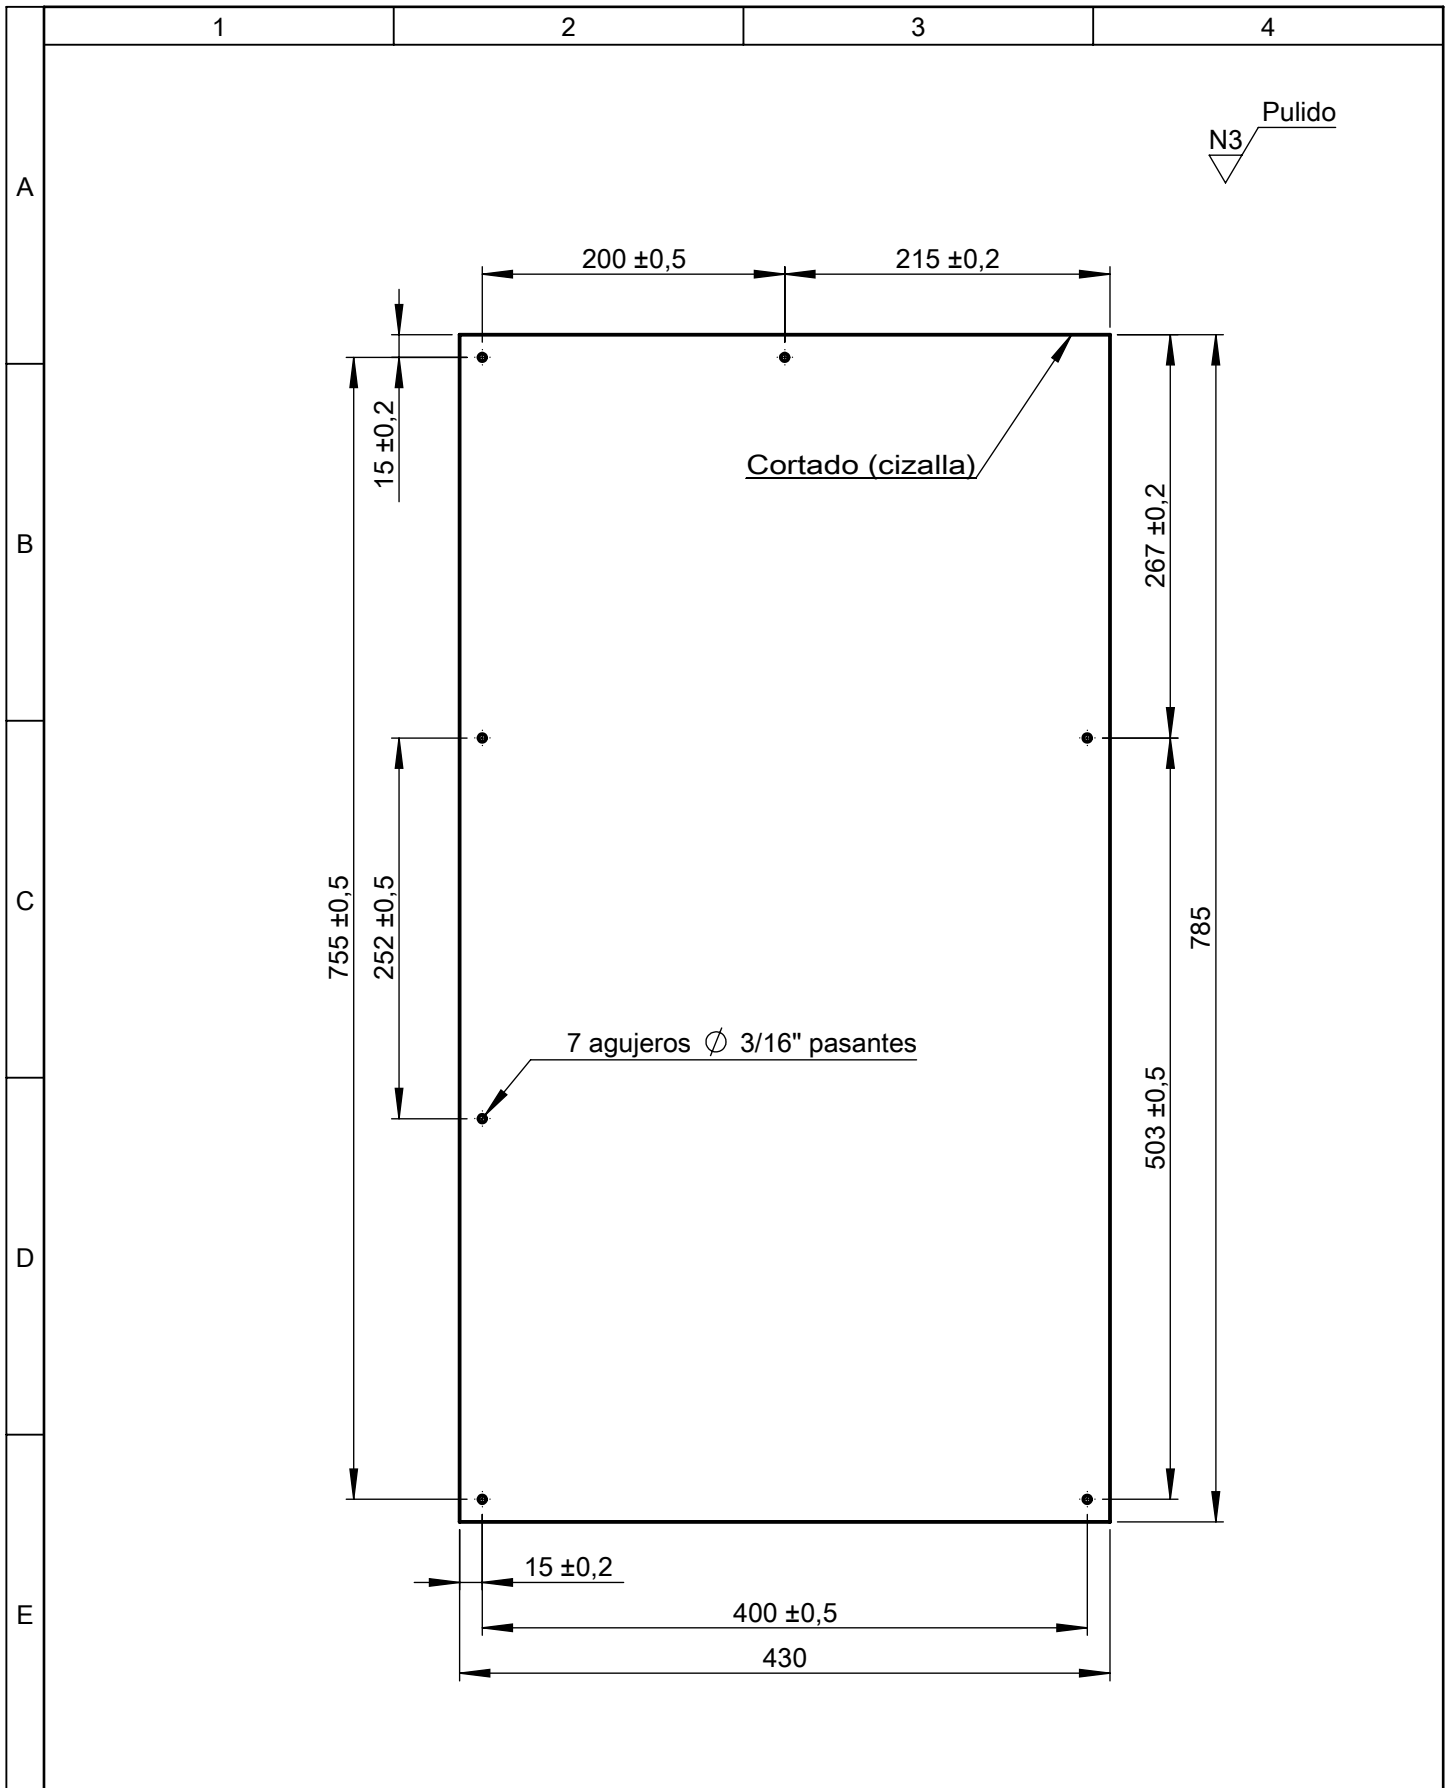 1
2
3
4
Pulido
N3
A
200 ±0,5
215 ±0,2
15 ±0,2
Cortado (cizalla)
267 ±0,2
B
755 ±0,5
252 ±0,5
C
785
7 agujeros ∅ 3/16" pasantes
503 ±0,5
D
15 ±0,2
E
400 ±0,5
430